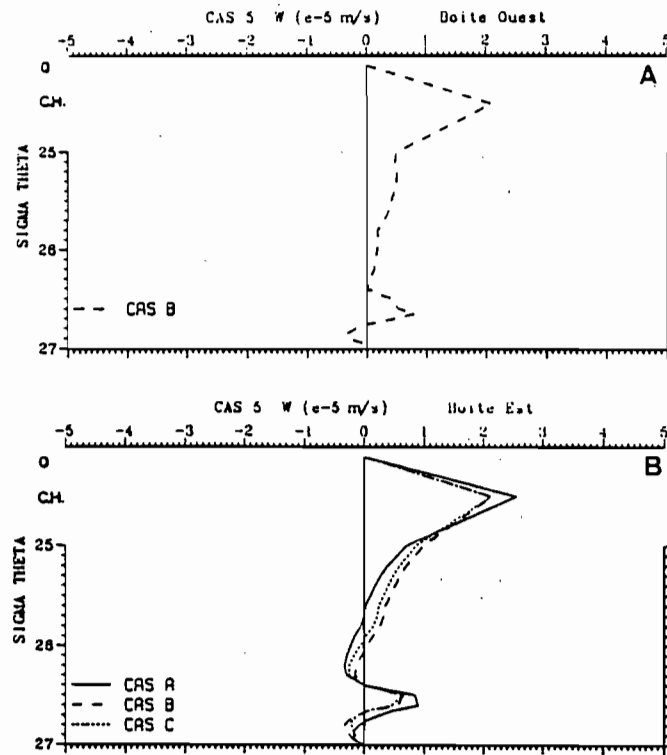 CAS 5 W (e-5 m/s) Boite Ouest
-5 -4 -3 -2 -1 0 1 2 3 4 5
A
0
C.H.
25
26
27
SIGMA THETA
CAS B
CAS 5 W (e-5 m/s) Boite Est
-5 -4 -3 -2 -1 0 1 2 3 4 5
B
0
C.H.
25
26
27
SIGMA THETA
CAS A
CAS B
CAS C